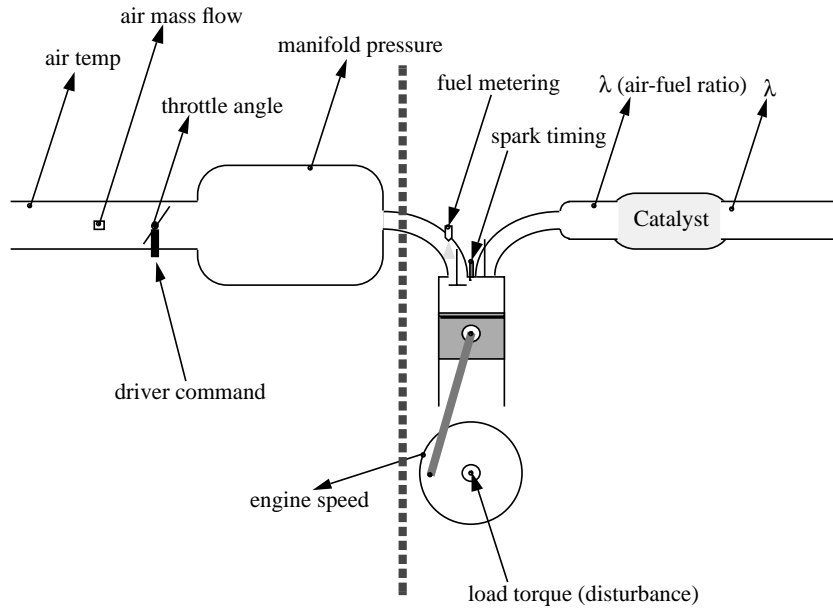 air mass flow
manifold pressure
air temp
fuel metering
λ (air-fuel ratio)
λ
throttle angle
spark timing
Catalyst
driver command
engine speed
load torque (disturbance)